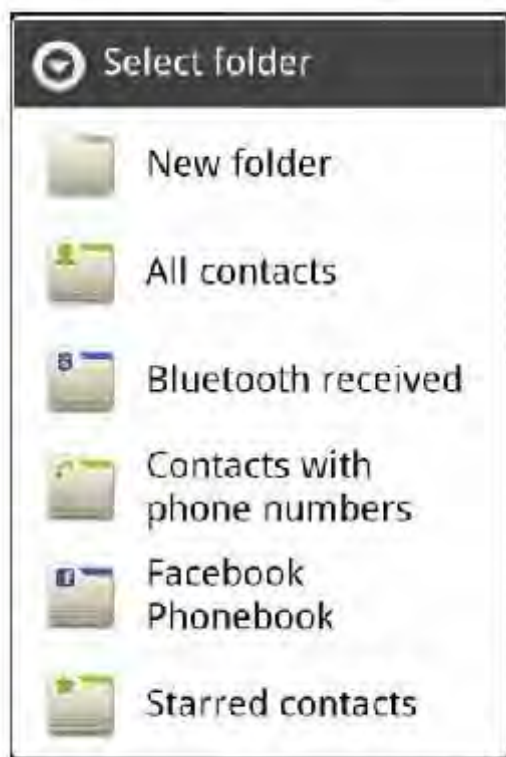 Select folder
New folder
All contacts
Bluetooth received
Contacts with
phone numbers
Facebook
Phonebook
Starred contacts